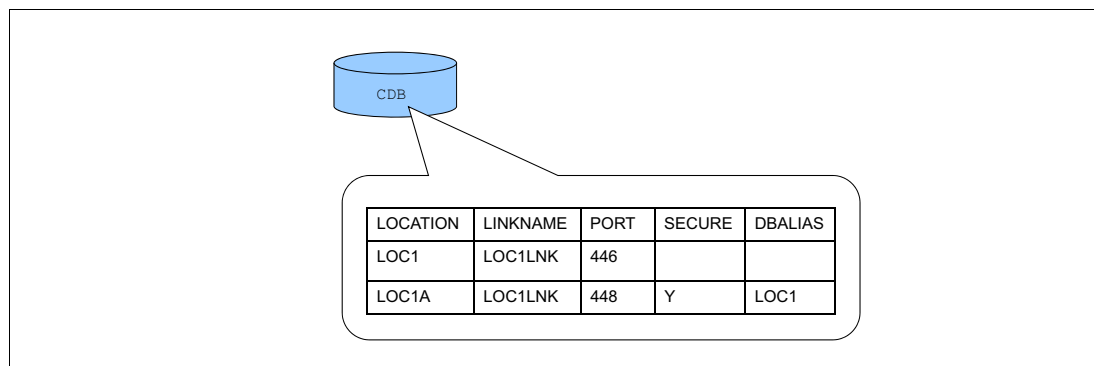 CDB
LOCATION LINKNAME PORT SECURE DBALIAS
LOC1 LOC1LNK 446
LOC1A LOC1LNK 448 Y LOC1